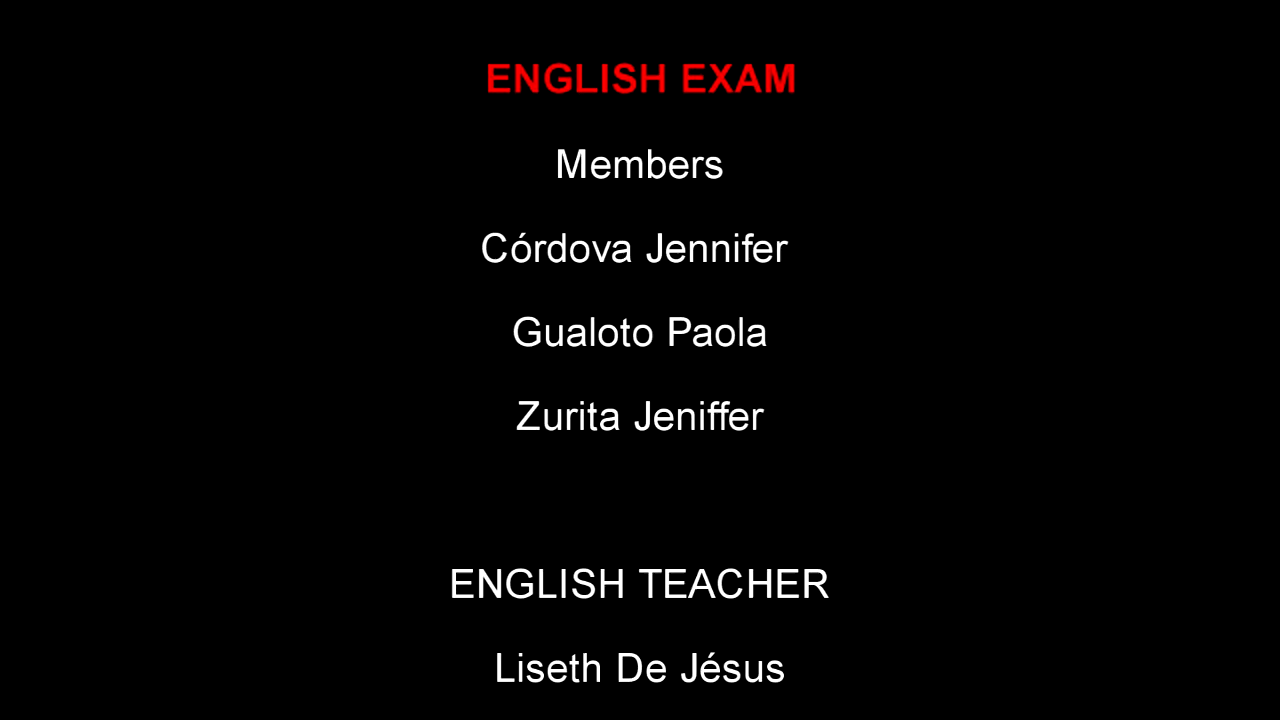 ENGLISH EXAM
Members
Córdova Jennifer
Gualoto Paola
Zurita Jeniffer
ENGLISH TEACHER
Liseth De Jésus